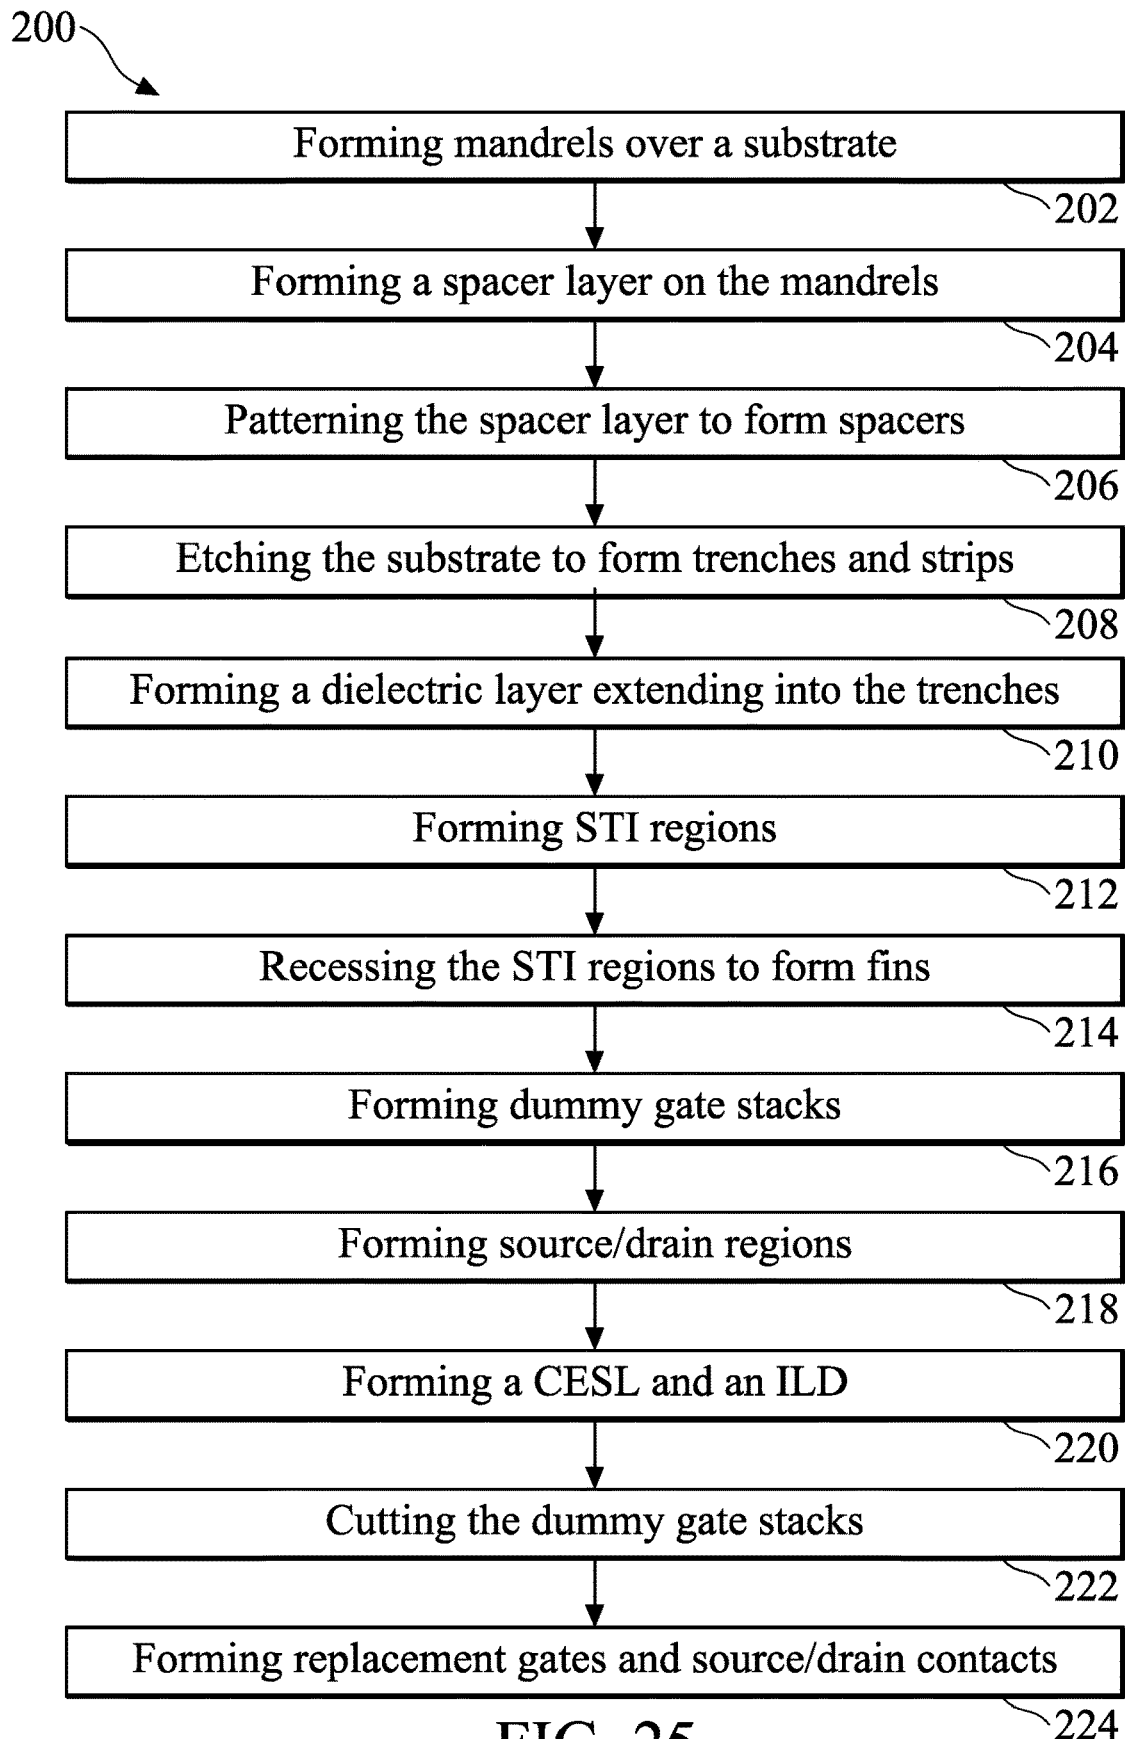 200
Forming mandrels over a substrate
202
Forming a spacer layer on the mandrels
204
Patterning the spacer layer to form spacers
206
Etching the substrate to form trenches and strips
208
Forming a dielectric layer extending into the trenches
210
Forming STI regions
212
Recessing the STI regions to form fins
214
Forming dummy gate stacks
216
Forming source/drain regions
218
Forming a CESL and an ILD
220
Cutting the dummy gate stacks
222
Forming replacement gates and source/drain contacts
224
FIG. 25